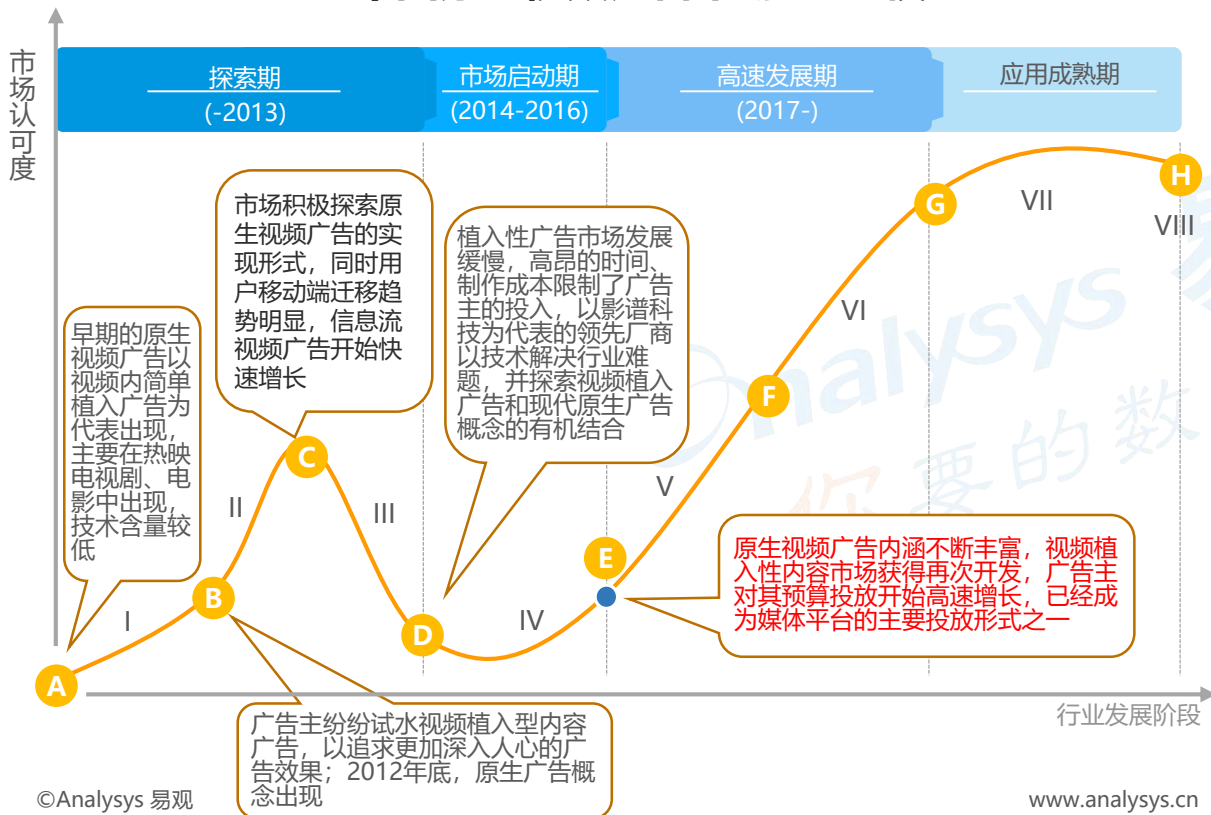 市场认可度
探索期
(-2013)
市场启动期
(2014-2016)
高速发展期
(2017-)
应用成熟期
市场积极探索原
生视频广告的实
现形式，同时用
户移动端迁移趋
势明显，信息流
视频广告开始快
速增长
植入性广告市场发展
缓慢，高昂的时间、
制作成本限制了广告
主的投入，以影谱科
技为代表的领先厂商
以技术解决行业难
题，并探索视频植入
广告和现代原生广告
概念的有机结合
早期的原生
视频广告以
视频内简单
植入广告为
代表出现，
主要在热映
电视剧、电
影中出现，
技术含量较
低
原生视频广告内涵不断丰富，视频植
入性内容市场获得再次开发，广告主
对其预算投放开始高速增长，已经成
为媒体平台的主要投放形式之一
广告主纷纷试水视频植入型内容
广告，以追求更加深入人心的广
告效果；2012年底，原生广告概
念出现
A
B
C
D
E
F
G
H
I
II
III
IV
V
VI
VII
VIII
行业发展阶段
nalysys 易
你要的数
©Analysys 易观
www.analysys.cn